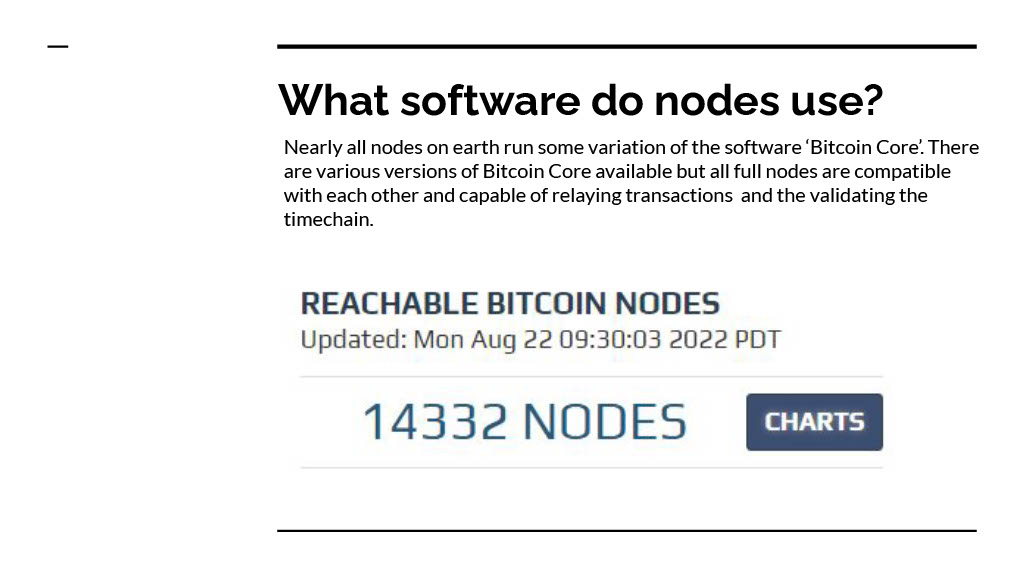 What software do nodes use?
Nearly all nodes on earth run some variation of the software ‘Bitcoin Core’. There
are various versions of Bitcoin Core available but all full nodes are compatible
with each other and capable of relaying transactions  and the validating the
timechain.
REACHABLE BITCOIN NODES
Updated: Mon Aug 22 09:30:03 2022 PDT
14332 NODES
CHARTS